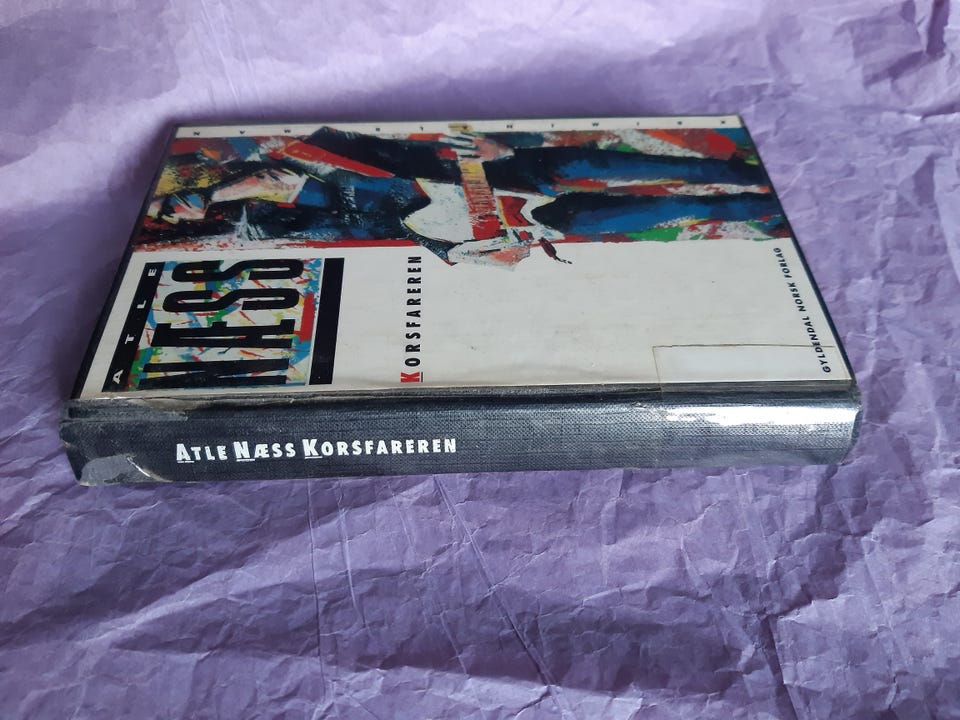 ATLE
NÆSS
KORSFAREREN
GYLDENDAL NORSK FORLAG
ATLE NÆSS KORSFAREREN